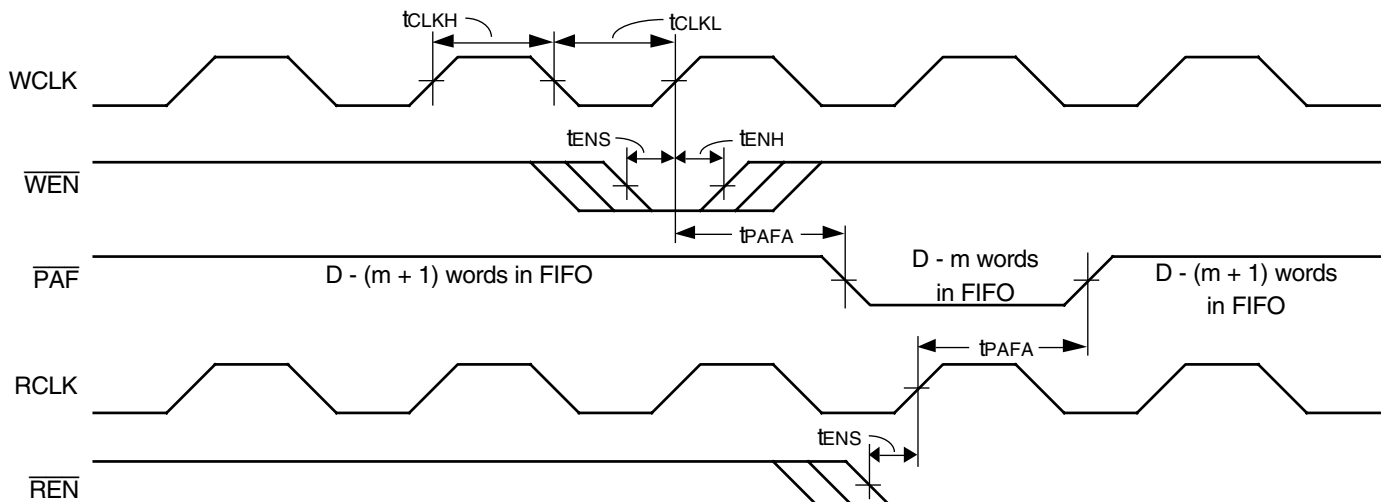 tCLKH
tCLKL
WCLK
tENS
tENH
WEN
tPAFA
PAF
D - (m + 1) words in FIFO
D - m words
in FIFO
D - (m + 1) words
in FIFO
tPAFA
RCLK
tENS
REN